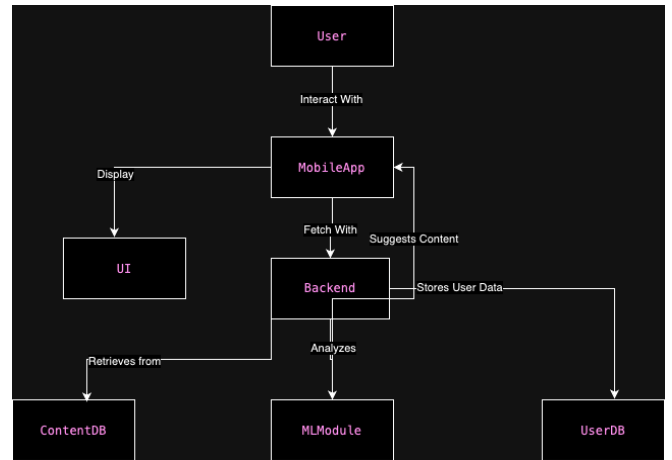 User
Interact With
MobileApp
Display
Fetch With
Suggests Content
UI
Backend
Stores User Data
Analyzes
Retrieves from
ContentDB
MLModule
UserDB